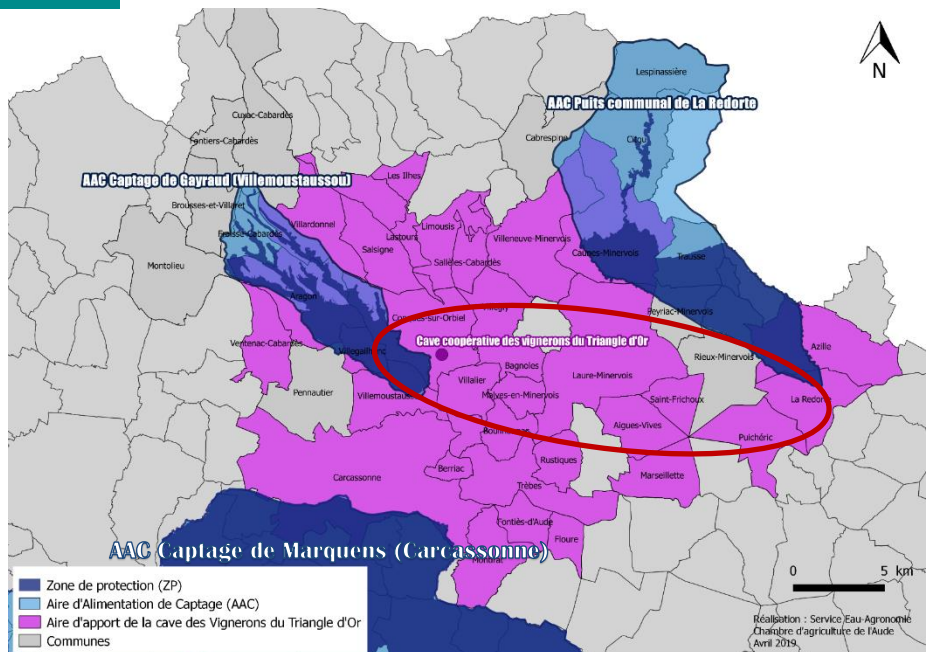 N
Lespinassière
AAC Puits communal de La Redorte
Cuxac-Cabardès
Cabrespine
Citou
Fontiers-Cabardès
Les Ilhes
AAC Captage de Gayraud (Villemoustaussou)
Brousses-et-Villaret
Fraisse-Cabardès
Villardonnel
Limousis
Lastours
Villeneuve-Minervois
Salsigne
Caunes-Minervois
Trausse
Sallèles-Cabardès
Montolieu
Aragon
Conques-sur-Orbiel
Peyriac-Minervois
Ventenac-Cabardès
Villegailhenc
Cave coopérative des vignerons du Triangle d'Or
Azille
Rieux-Minervois
Bagnoles
Pennautier
Villemoustaus
Villalier
Laure-Minervois
Malves-en-Minervois
Saint-Frichoux
La Redorte
Aigues-Vives
Puichéric
Rustiques
Berriac
Carcassonne
Marseillette
Trèbes
Fontiès-d'Aude
Floure
AAC Captage de Marquens (Carcassonne)
Montirat
Zone de protection (ZP)
Aire d'Alimentation de Captage (AAC)
Aire d'apport de la cave des Vignerons du Triangle d'Or
Communes
0 5 km
Réalisation : Service Eau-Agronomie
Chambre d'agriculture de l'Aude
Avril 2019